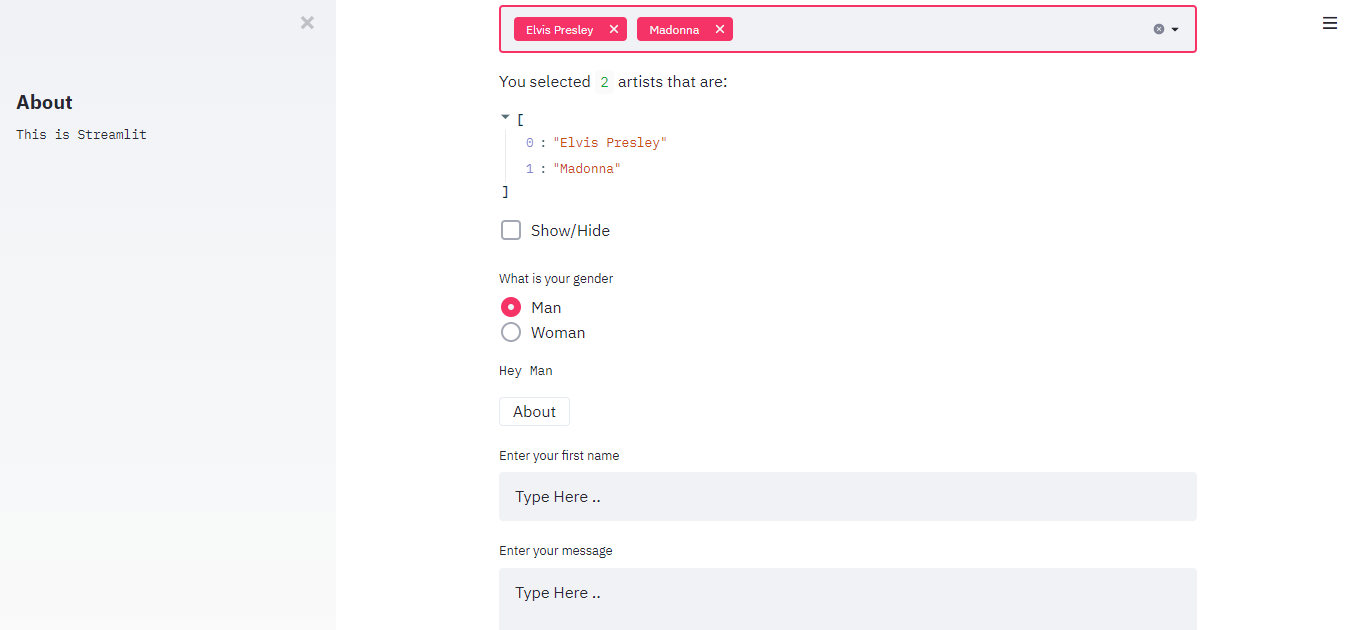 Elvis Presley Madonna
You selected 2 artists that are:
[
0 : "Elvis Presley"
1 : "Madonna"
]
Show/Hide
What is your gender
Man
Woman
Hey Man
About
Enter your first name
Type Here ..
Enter your message
Type Here ..
About
This is Streamlit